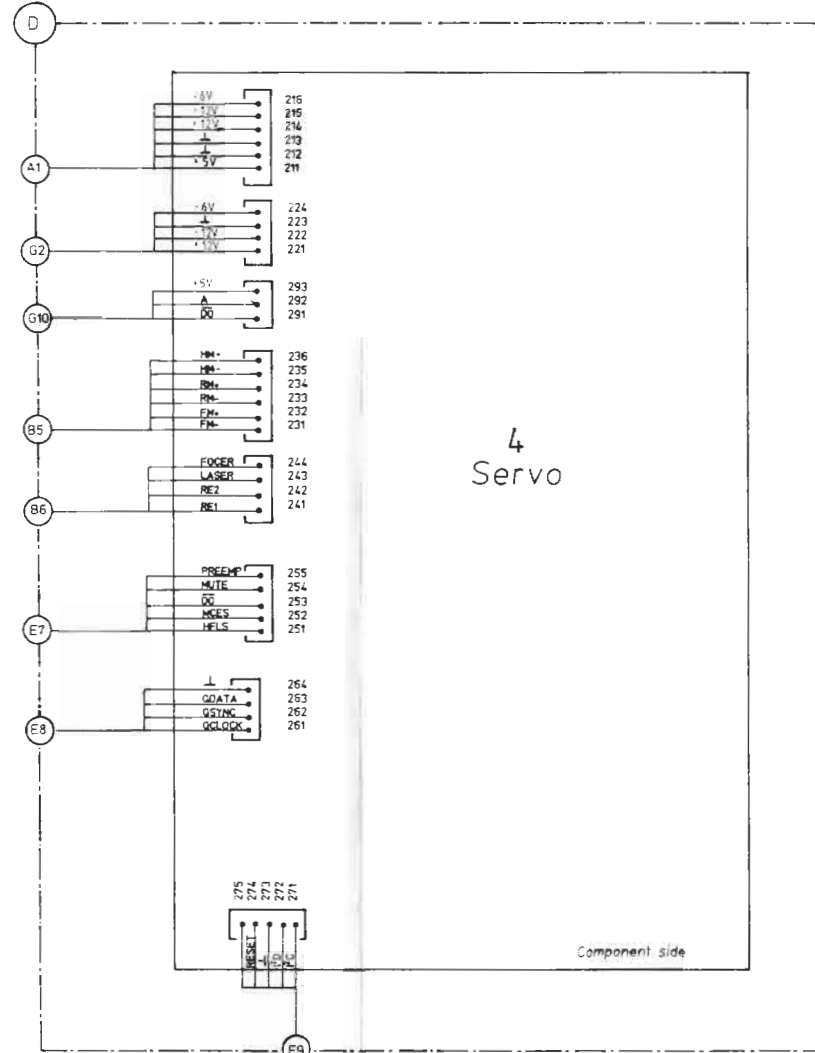 D
216
215
214
⊥ 213
⊥ 212
5V 211
A1
6V 224
⊥ 223
12V 222
12V 221
G2
5V 293
A 292
D̅O̅ 291
G10
HM+ 236
HM- 235
RM+ 234
RM- 233
FM+ 232
FM- 231
B5
4
Servo
FOCER 244
LASER 243
RE2 242
RE1 241
B6
PREEMP 255
MUTE 254
D̅O̅ 253
MCES 252
HFLS 251
E7
⊥ 264
QDATA 263
QSYNC 262
QCLOCK 261
E8
275
274
273
272
271
RESET
⊥
Component side
E9